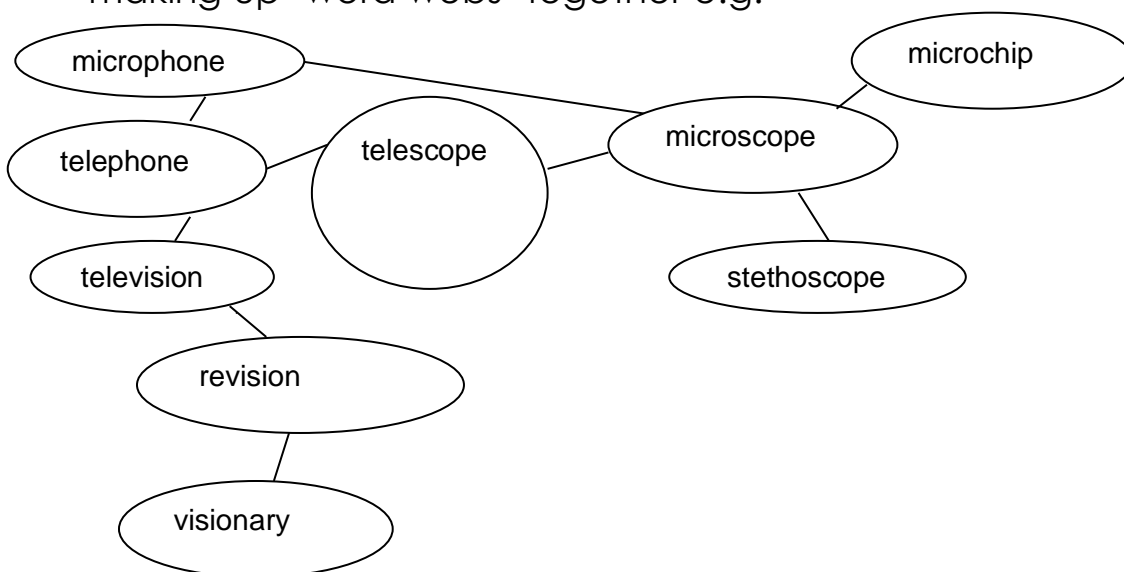 making up "word webs" together e.g.
microphone
microchip
microscope
telescope
telephone
television
stethoscope
revision
visionary